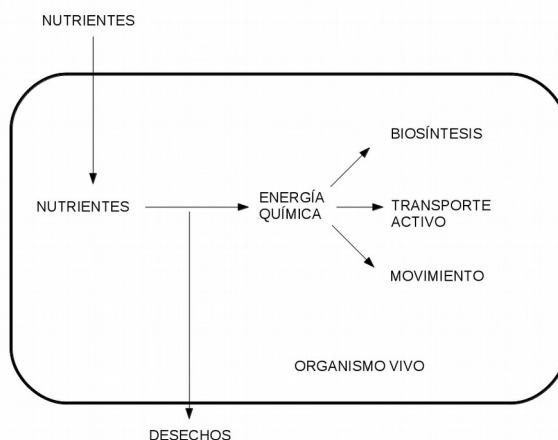 NUTRIENTES
BIOSÍNTESIS
NUTRIENTES
ENERGÍA
QUÍMICA
TRANSPORTE
ACTIVO
MOVIMIENTO
ORGANISMO VIVO
DESECHOS